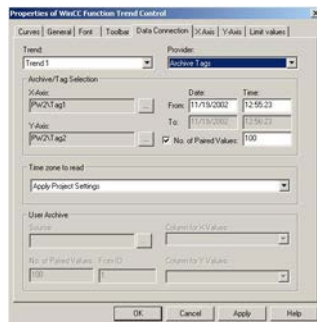 Properties of WinCC Function Trend Control
Curves General Font Toolbar Data Connection X Axis Y-Axis Limit values
Trend: Provider:
Trend 1 Archive Tags
Archive/Tag Selection
X-Axis: Date: Time:
PW2\Tag1 ... From: 11/19/2002 12:55:23
To: 11/19/2002 12:56:23
Y-Axis:
PW2\Tag2 ... No. of Paired Values: 100
Time zone to read
Apply Project Settings
User Archive
Source: Column for X Values:
No. of Paired Values: From ID: Column for Y Values:
100 1
OK Cancel Apply Help